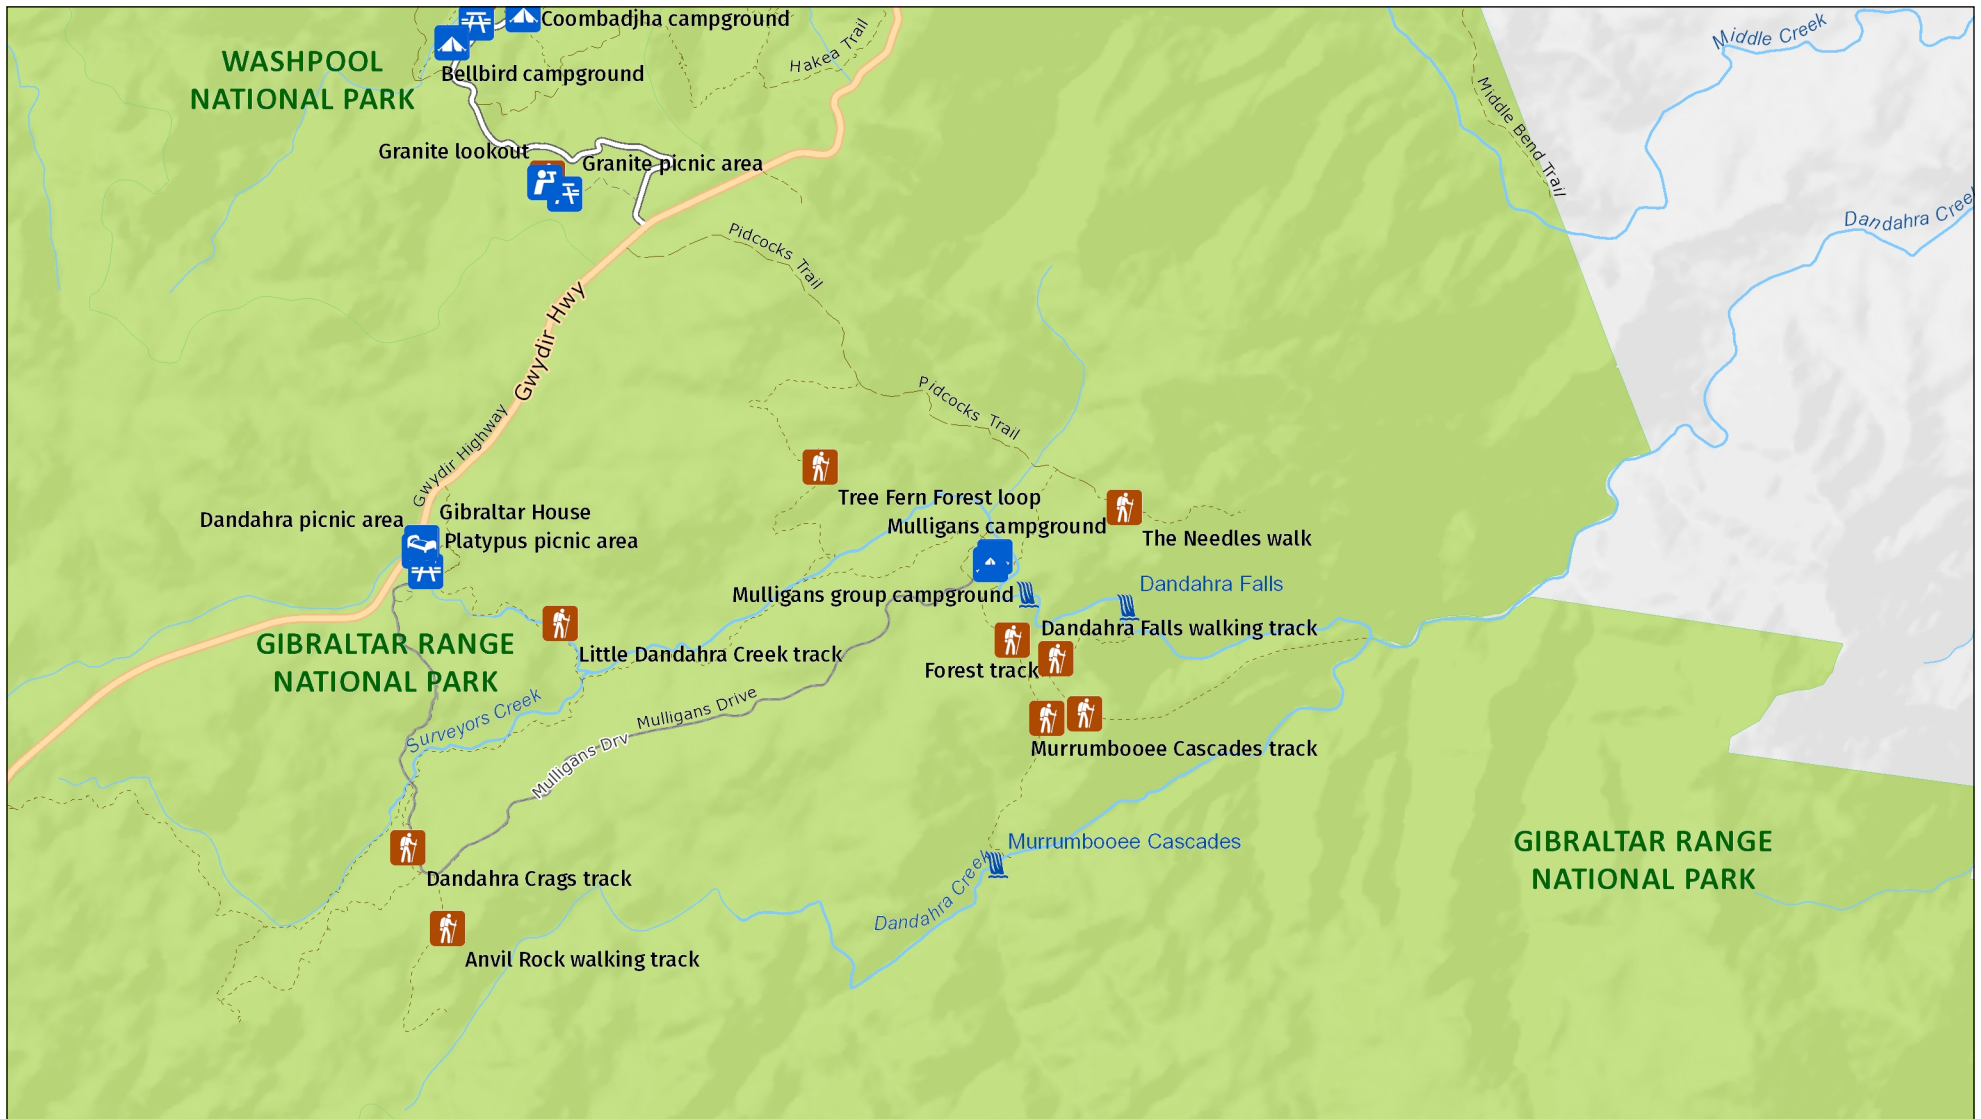 Coombadjha campground
Middle Creek
Hakea Trail
WASHPOOL
NATIONAL PARK
Bellbird campground
Middle Bend Trail
Granite lookout
Granite picnic area
Dandahra Creek
Pidcocks Trail
Gwydir Hwy
Pidcocks Trail
Gwydir Highway
Tree Fern Forest loop
Dandahra picnic area
Gibraltar House
Mulligans campground
Platypus picnic area
The Needles walk
Dandahra Falls
Mulligans group campground
Dandahra Falls walking track
GIBRALTAR RANGE
NATIONAL PARK
Little Dandahra Creek track
Forest track
Surveyors Creek
Mulligans Drive
Mulligans Drv
Murrumbooee Cascades track
Murrumbooee Cascades
GIBRALTAR RANGE
NATIONAL PARK
Dandahra Creek
Dandahra Crags track
Anvil Rock walking track